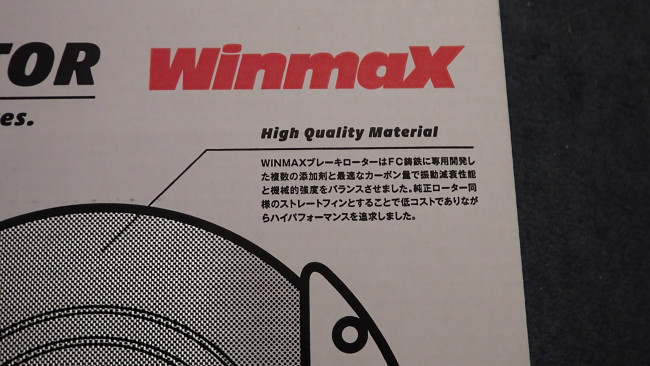 TOR
WinmaX
es.
High Quality Material
WINMAXブレーキローターはFC鋳鉄に専用開発し
た複数の添加剤と最適なカーボン量で振動減衰性能
と機械的強度をバランスさせました。純正ローター同
様のストレートフィンとすることで低コストでありなが
らハイパフォーマンスを追求しました。